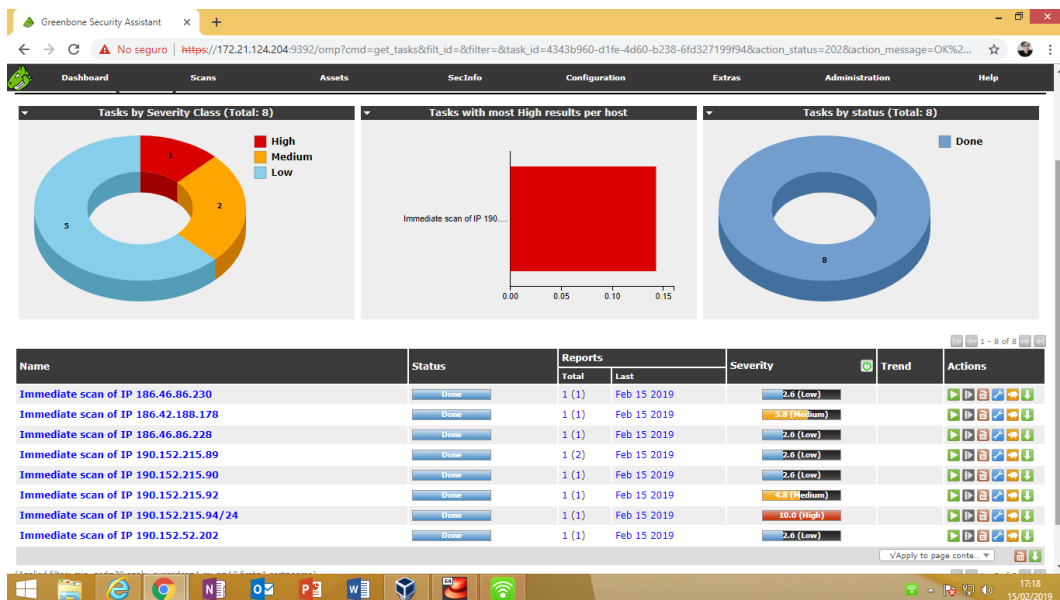 Greenbone Security Assistant
No seguro | https://172.21.124.204:9392/omp?cmd=get_tasks&filt_id=&filter=&task_id=4343b960-d1fe-4d60-b238-6fd327199f94&action_status=202&action_message=OK%2...
Dashboard Scans Assets SecInfo Configuration Extras Administration Help
Tasks by Severity Class (Total: 8)
1
2
5
High
Medium
Low
Tasks with most High results per host
Immediate scan of IP 190....
0.00 0.05 0.10 0.15
Tasks by status (Total: 8)
8
Done
1 - 8 of 8
Name Status Reports Severity Trend Actions
Total Last
Immediate scan of IP 186.46.86.230 Done 1 (1) Feb 15 2019 2.6 (Low)
Immediate scan of IP 186.42.188.178 Done 1 (1) Feb 15 2019 5.8 (Medium)
Immediate scan of IP 186.46.86.228 Done 1 (1) Feb 15 2019 2.6 (Low)
Immediate scan of IP 190.152.215.89 Done 1 (2) Feb 15 2019 2.6 (Low)
Immediate scan of IP 190.152.215.90 Done 1 (1) Feb 15 2019 2.6 (Low)
Immediate scan of IP 190.152.215.92 Done 1 (1) Feb 15 2019 4.8 (Medium)
Immediate scan of IP 190.152.215.94/24 Done 1 (1) Feb 15 2019 10.0 (High)
Immediate scan of IP 190.152.52.202 Done 1 (1) Feb 15 2019 2.6 (Low)
√Apply to page conte...
17:18
15/02/2019